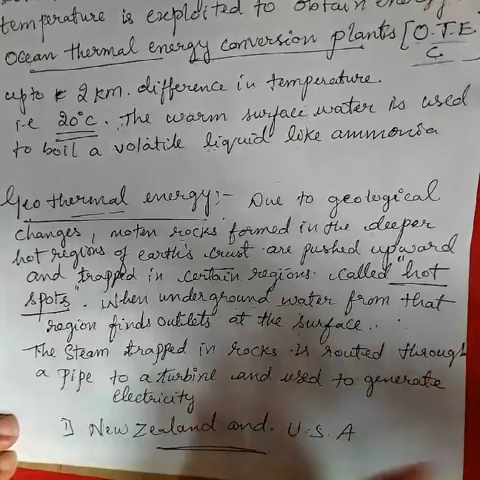 temperature is exploited to obtain energy
Ocean thermal energy conversion plants [O.T.E.
C.
upto 2 km. difference in temperature.
i.e 20°C. The warm surface water is used
to boil a volatile liquid like ammonia
Geothermal energy:- Due to geological
changes, molten rocks formed in the deeper
hot regions of earth's crust are pushed upward
and trapped in certain regions called "hot
spots". When underground water from that
region finds outlets at the surface..
The Steam trapped in rocks is routed through
a pipe to a turbine and used to generate
electricity
1) New Zealand and U.S.A